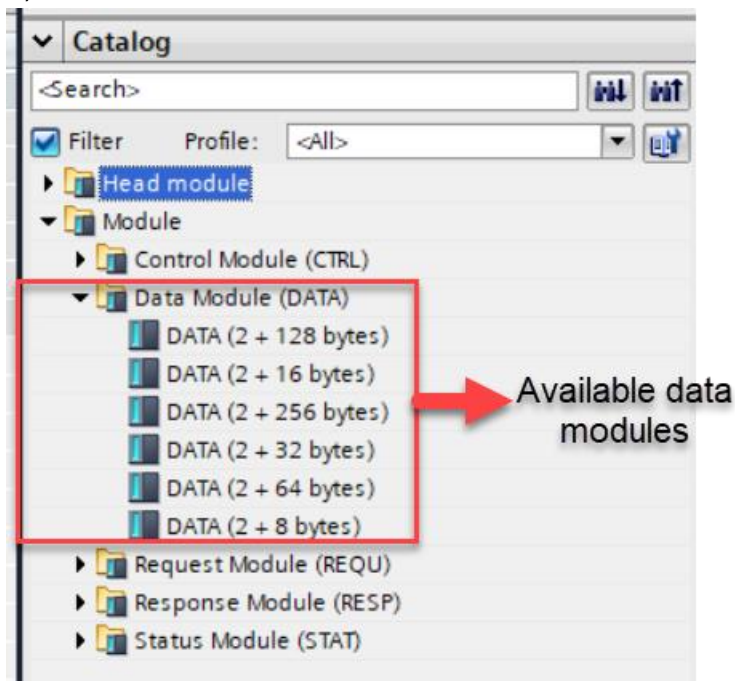 Catalog
<Search>
Filter Profile: <All>
Head module
Module
Control Module (CTRL)
Data Module (DATA)
DATA (2 + 128 bytes)
DATA (2 + 16 bytes)
DATA (2 + 256 bytes)
DATA (2 + 32 bytes)
DATA (2 + 64 bytes)
DATA (2 + 8 bytes)
Available data
modules
Request Module (REQU)
Response Module (RESP)
Status Module (STAT)